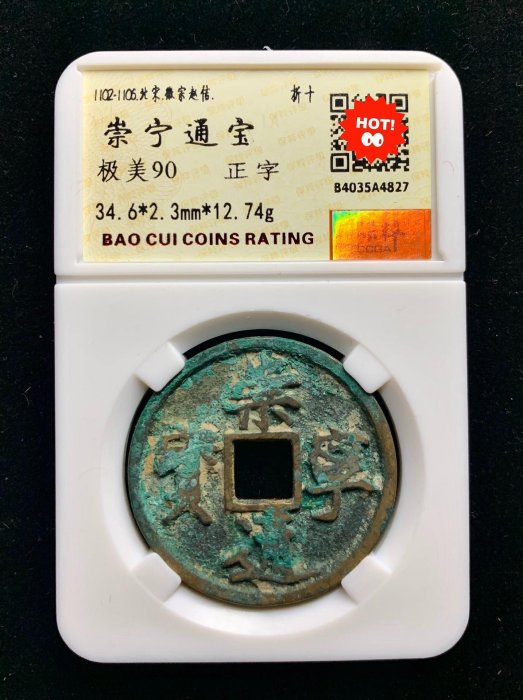 1102-1106.北宋.徽宗赵佶. 折十
崇宁通宝
HOT!
极美90 正字
B4035A4827
34.6*2.3mm*12.74g
BAO CUI COINS RATING
崇
寶 寧
通